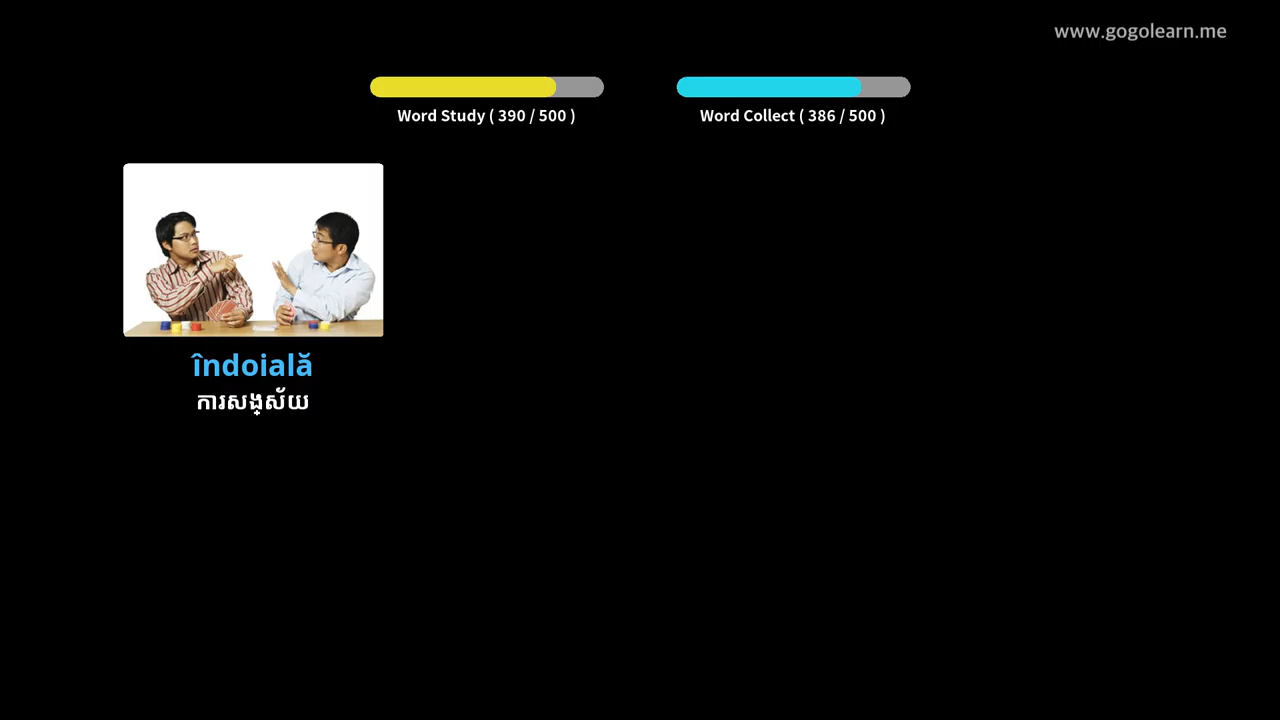 www.gogolearn.me
Word Study ( 390 / 500 )
Word Collect ( 386 / 500 )
îndoială
ការសង្ស័យ